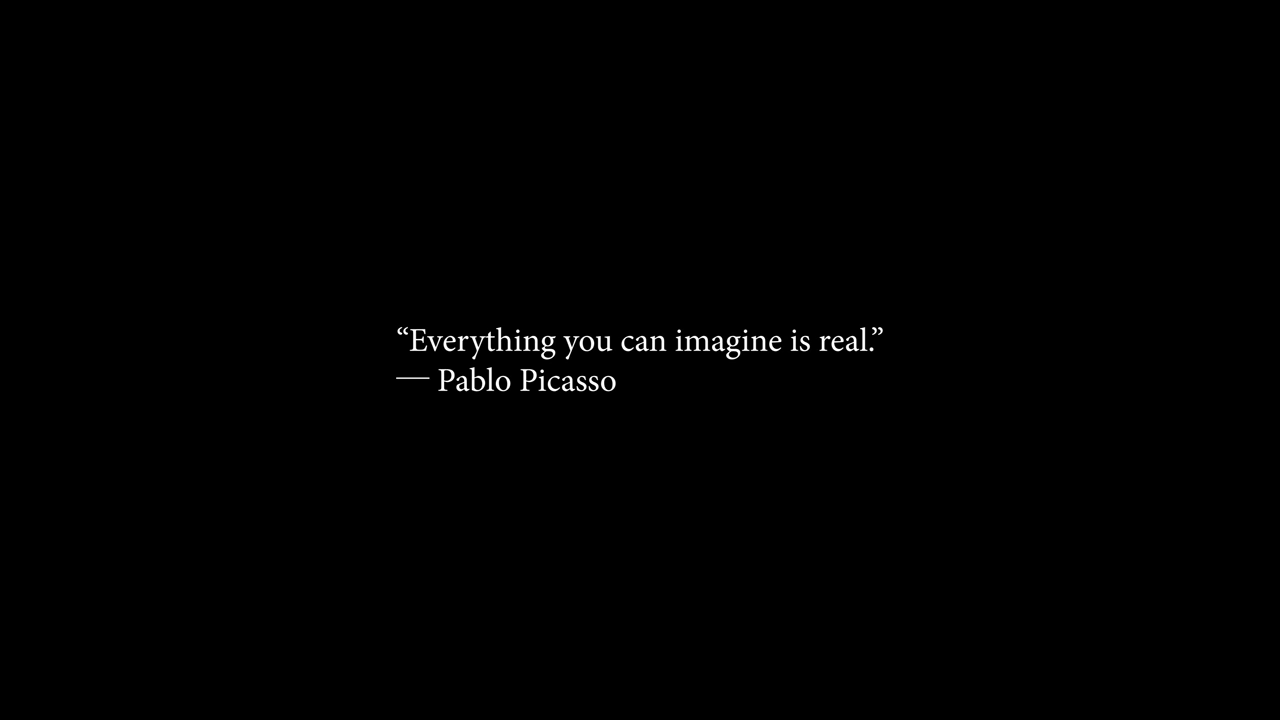 “Everything you can imagine is real.”
— Pablo Picasso